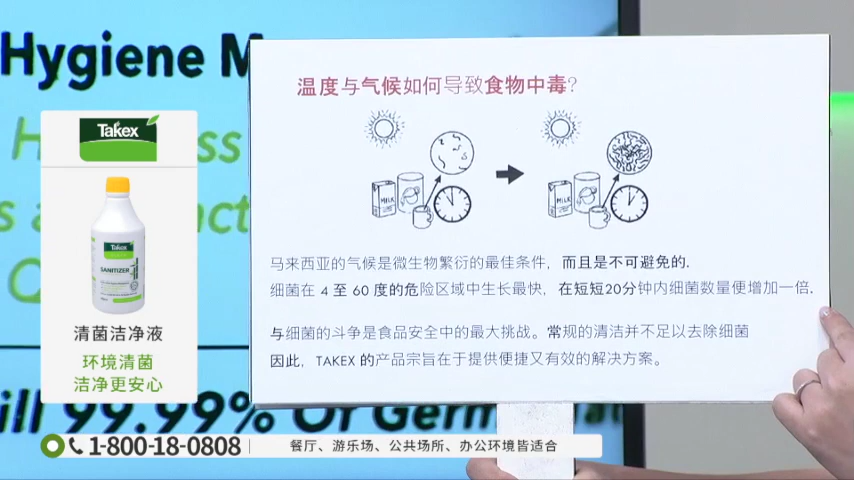 Hygiene M
温度与气候如何导致食物中毒?
MILK
MILK
马来西亚的气候是微生物繁衍的最佳条件, 而且是不可避免的.
细菌在 4 至 60 度的危险区域中生长最快, 在短短20分钟内细菌数量便增加一倍.
与细菌的斗争是食品安全中的最大挑战。常规的清洁并不足以去除细菌
因此, TAKEX 的产品宗旨在于提供便捷又有效的解决方案。
Takex
Takex
SANITIZER
清菌洁净液
环境清菌
洁净更安心
ill 99.99% Of Germ
1-800-18-0808
餐厅、游乐场、公共场所、办公环境皆适合